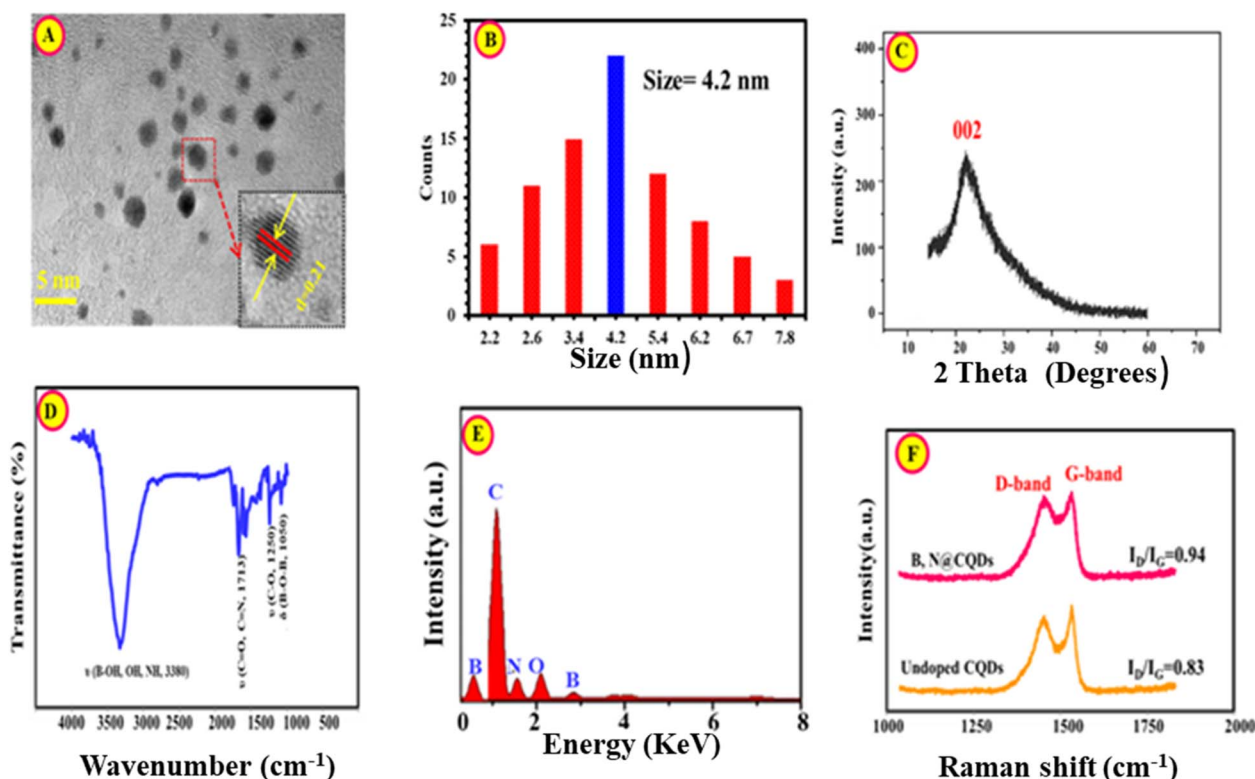 A
5 nm
d=0.21
B
Size= 4.2 nm
Counts
25
20
15
10
5
0
2.2 2.6 3.4 4.2 5.4 6.2 6.7 7.8
Size (nm)
C
002
Intensity (a.u.)
400
300
200
100
0
10 20 30 40 50 60 70
2 Theta (Degrees)
D
Transmittance (%)
υ (B-OH, OH, NH, 3380)
υ (C=O, C=N, 1713)
υ (C-O, 1250)
δ (B-O-B, 1050)
4000 3500 3000 2500 2000 1500 1000 500
Wavenumber (cm⁻¹)
E
Intensity (a.u.)
B
C
N
O
B
0 2 4 6 8
Energy (KeV)
F
Intensity(a.u.)
D-band
G-band
B, N@CQDs
I_D/I_G=0.94
Undoped CQDs
I_D/I_G=0.83
1000 1250 1500 1750 2000
Raman shift (cm⁻¹)